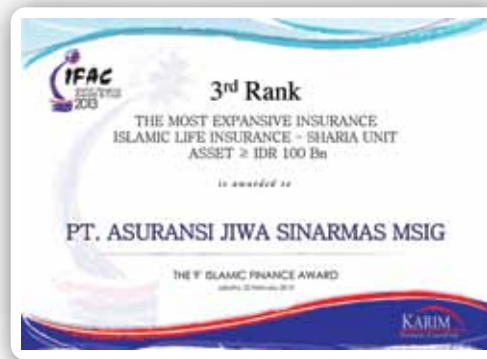 IFAC
2013
3rd Rank
THE MOST EXPANSIVE INSURANCE
ISLAMIC LIFE INSURANCE - SHARIA UNIT
ASSET ≥ IDR 100 Bn
is awarded to
PT. ASURANSI JIWA SINARMAS MSIG
THE 9th ISLAMIC FINANCE AWARD
KARIM